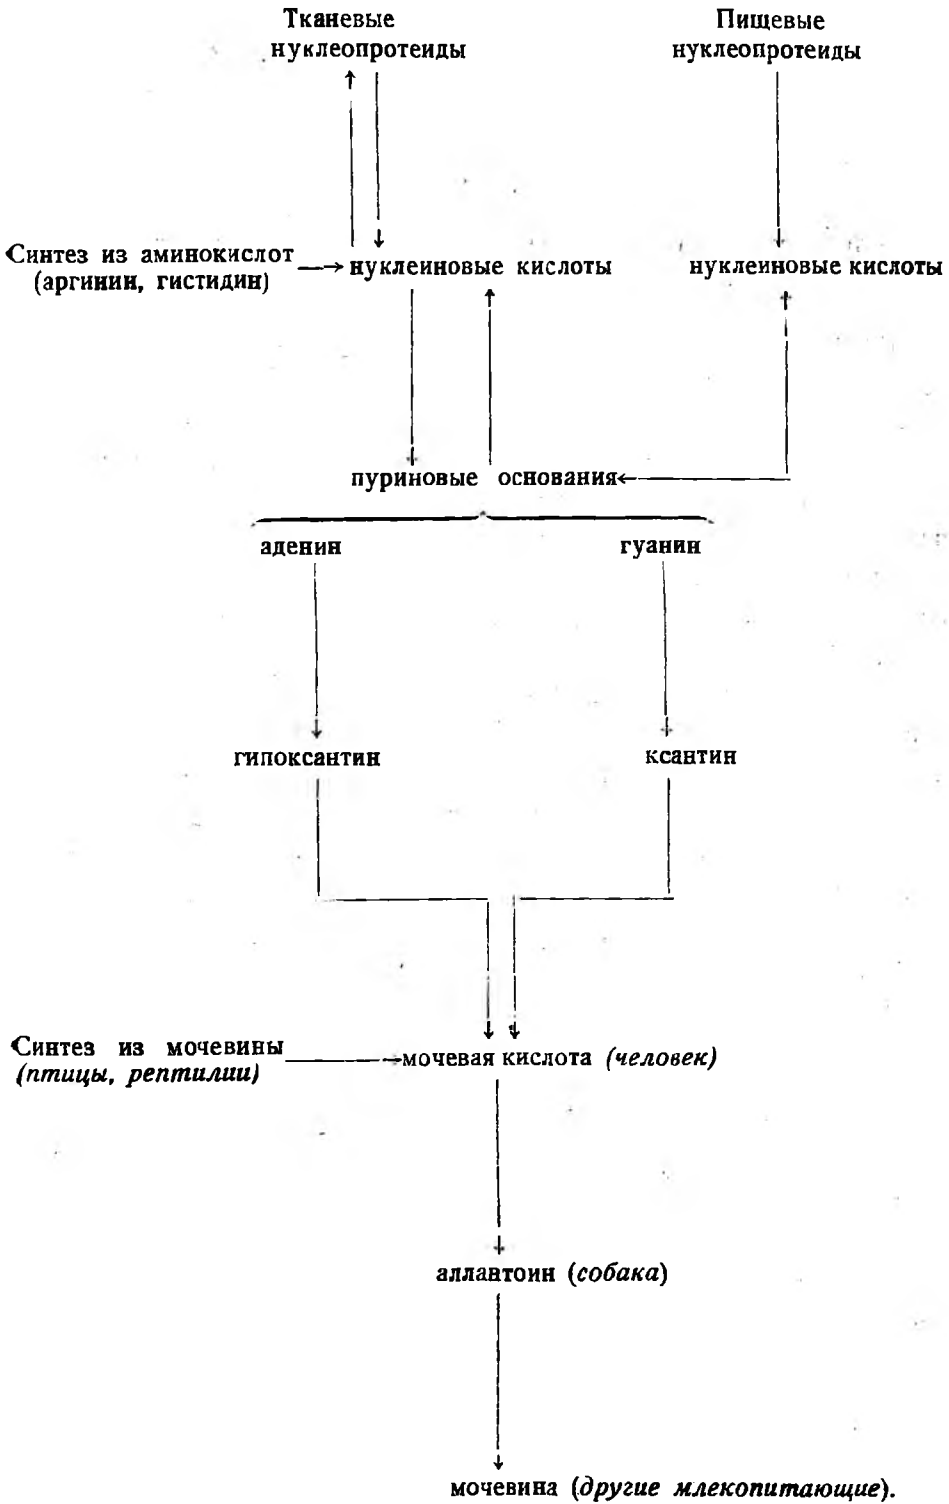 Тканевые
нуклеопротеиды
Пищевые
нуклеопротеиды
Синтез из аминокислот
(аргинин, гистидин)
нуклеиновые кислоты
нуклеиновые кислоты
пуриновые основания
аденин
гуанин
гипоксантин
ксантин
Синтез из мочевины
(птицы, рептилии)
мочевая кислота (человек)
аллантоин (собака)
мочевина (другие млекопитающие).